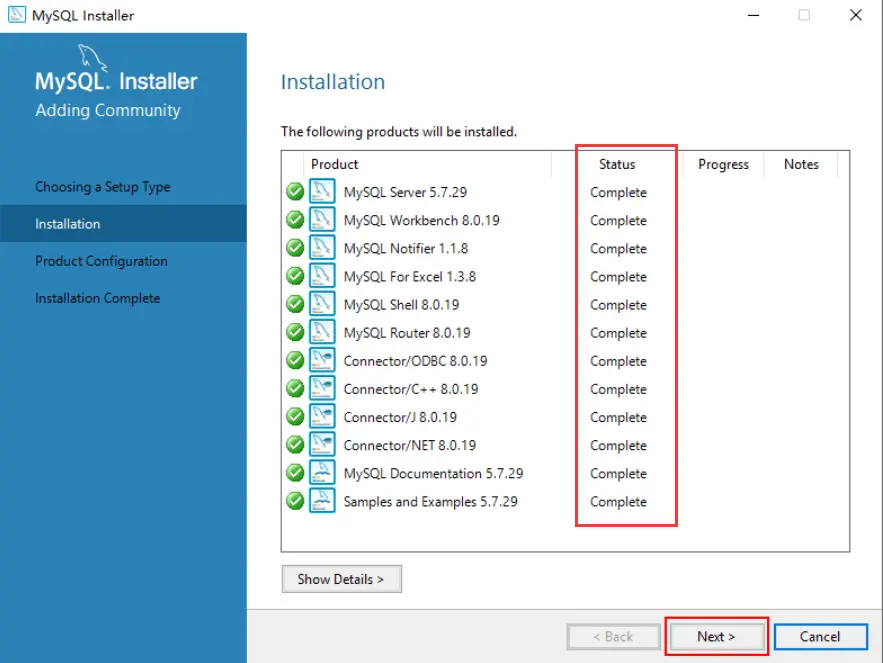 MySQL Installer
MySQL. Installer
Adding Community
Choosing a Setup Type
Installation
Product Configuration
Installation Complete
Installation
The following products will be installed.
Product Status Progress Notes
MySQL Server 5.7.29 Complete
MySQL Workbench 8.0.19 Complete
MySQL Notifier 1.1.8 Complete
MySQL For Excel 1.3.8 Complete
MySQL Shell 8.0.19 Complete
MySQL Router 8.0.19 Complete
Connector/ODBC 8.0.19 Complete
Connector/C++ 8.0.19 Complete
Connector/J 8.0.19 Complete
Connector/NET 8.0.19 Complete
MySQL Documentation 5.7.29 Complete
Samples and Examples 5.7.29 Complete
Show Details >
< Back Next > Cancel